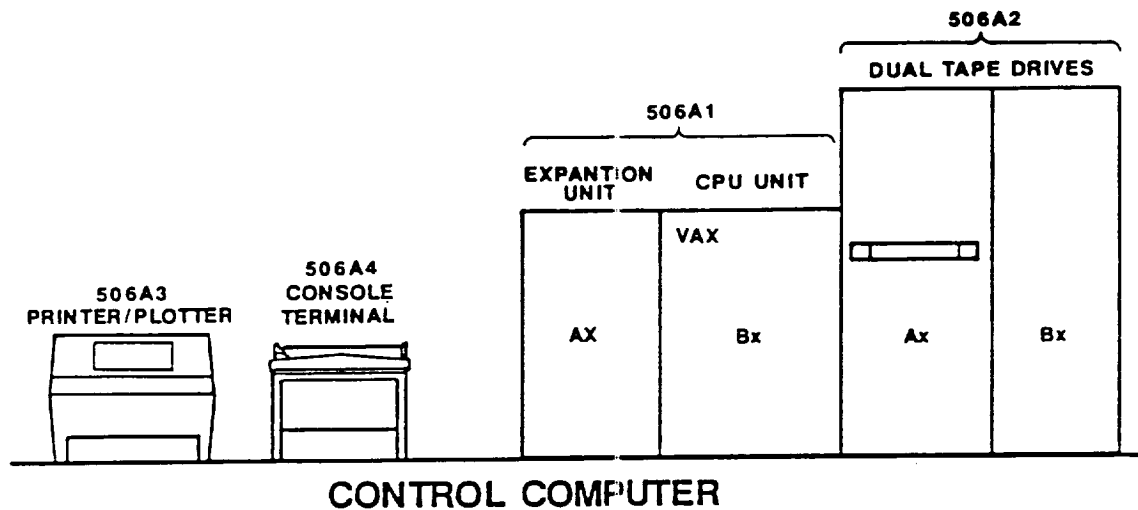 506A2
DUAL TAPE DRIVES
506A1
EXPANTION
UNIT
CPU UNIT
VAX
506A4
CONSOLE
TERMINAL
506A3
PRINTER/PLOTTER
AX
Bx
Ax
Bx
CONTROL COMPUTER